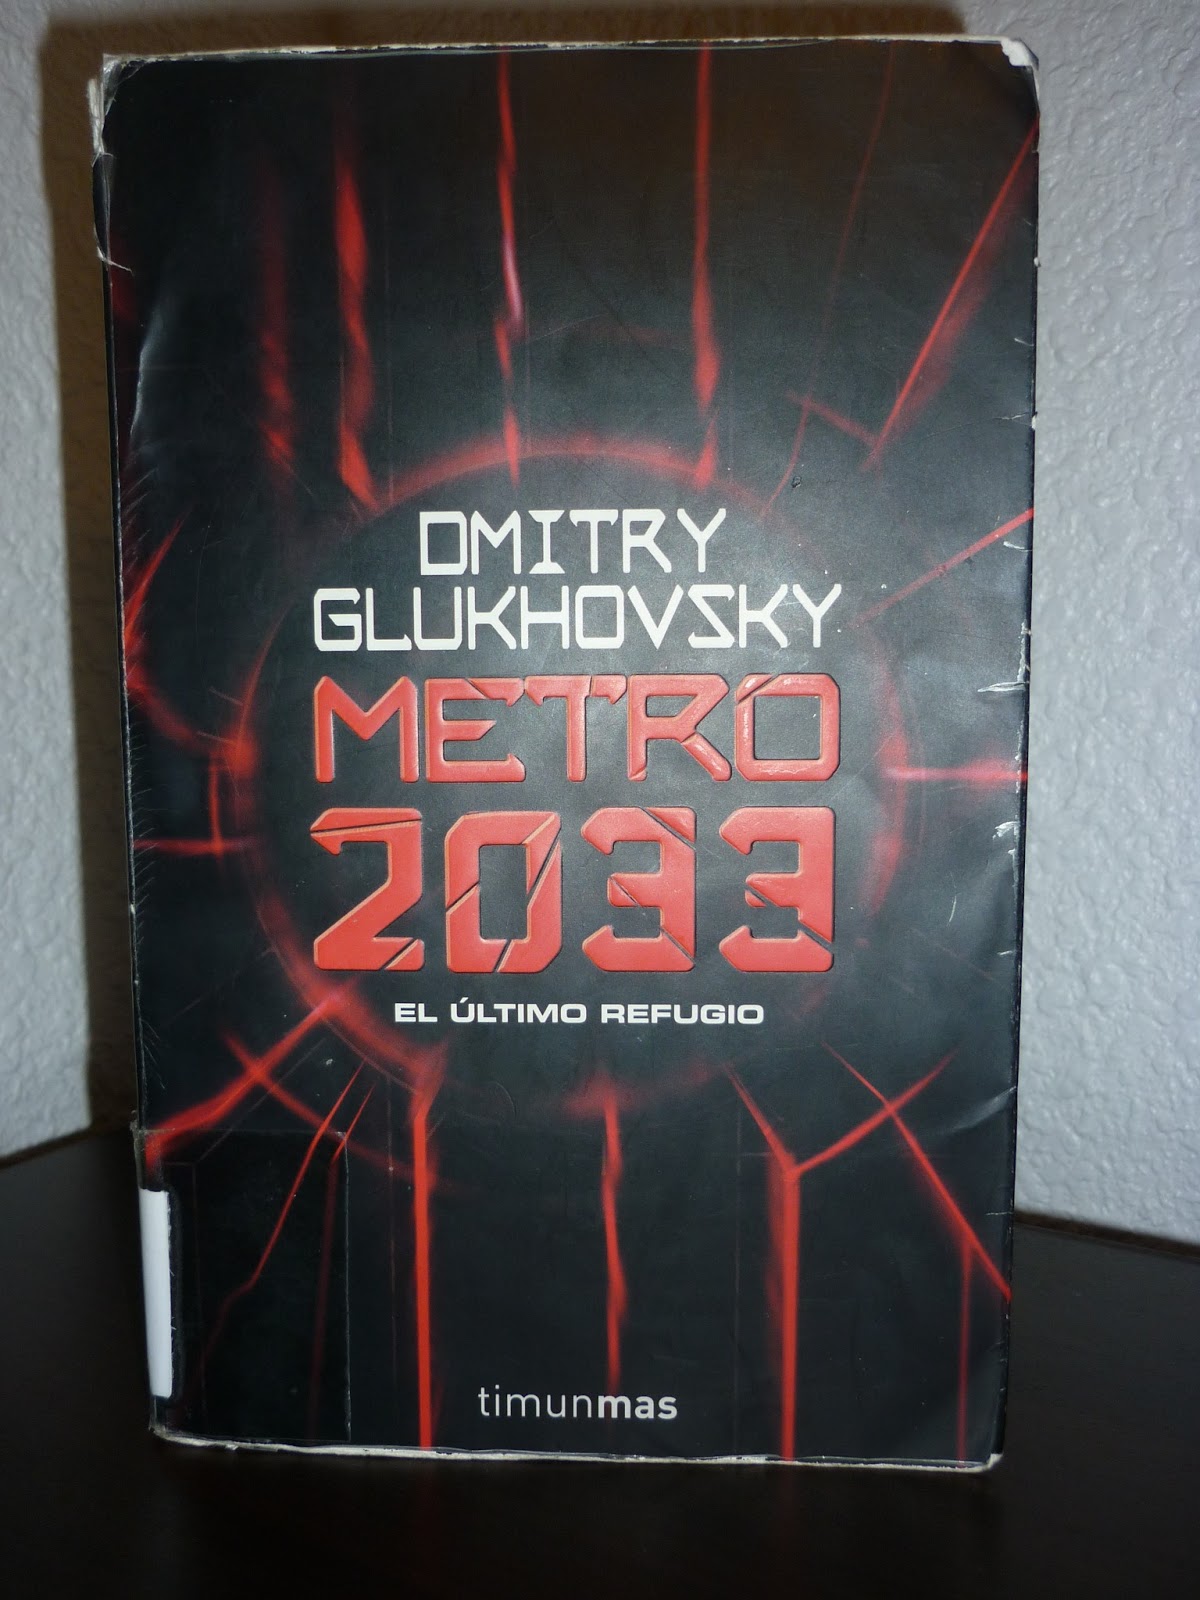 DMITRY
GLUKHOVSKY
METRO
2033
EL ÚLTIMO REFUGIO
timunmas